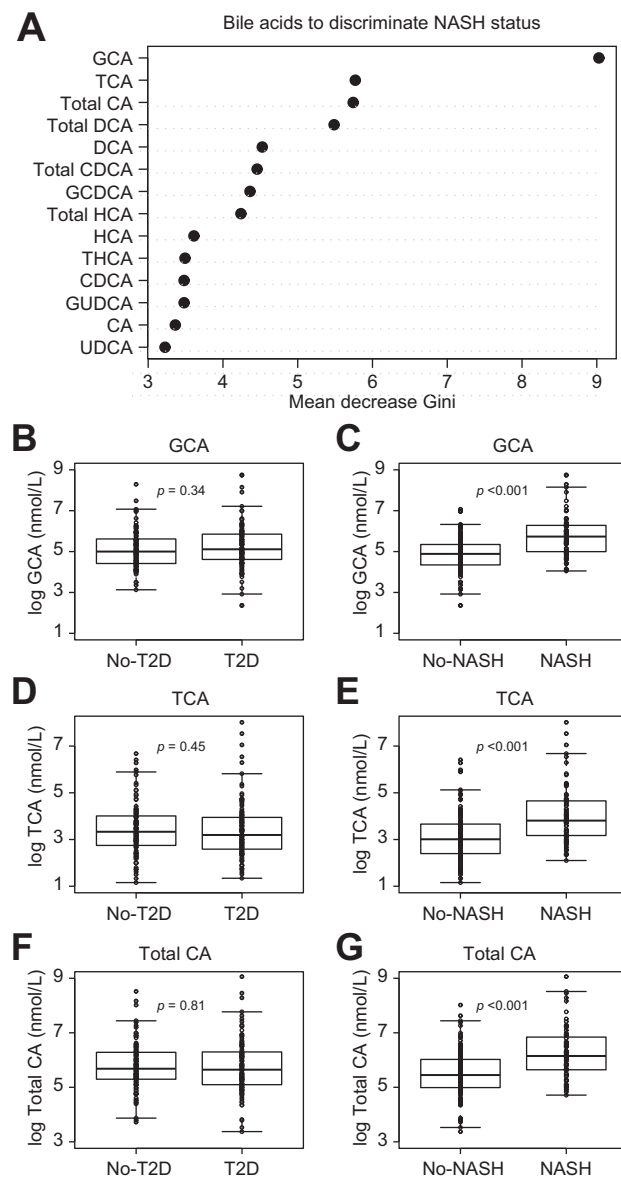 A
Bile acids to discriminate NASH status
GCA
TCA
Total CA
Total DCA
DCA
Total CDCA
GCDCA
Total HCA
HCA
THCA
CDCA
GUDCA
CA
UDCA
3 4 5 6 7 8 9
Mean decrease Gini
B
GCA
log GCA (nmol/L)
9
7
5
3
1
p = 0.34
No-T2D T2D
C
GCA
log GCA (nmol/L)
9
7
5
3
1
p <0.001
No-NASH NASH
D
TCA
log TCA (nmol/L)
7
5
3
1
p = 0.45
No-T2D T2D
E
TCA
log TCA (nmol/L)
7
5
3
1
p <0.001
No-NASH NASH
F
Total CA
log Total CA (nmol/L)
9
7
5
3
p = 0.81
No-T2D T2D
G
Total CA
log Total CA (nmol/L)
9
7
5
3
p <0.001
No-NASH NASH